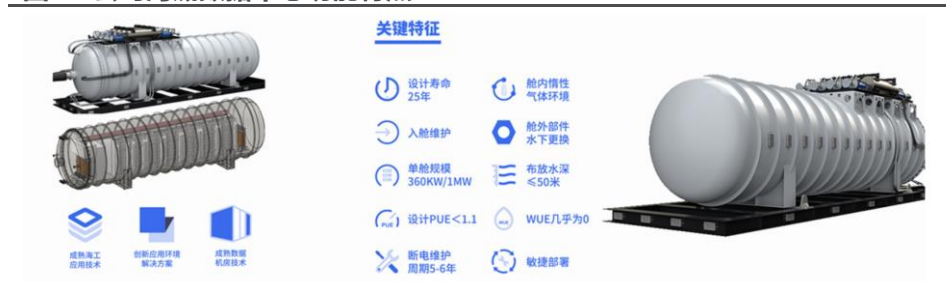 关键特征
设计寿命
25年
舱内惰性
气体环境
入舱维护
舱外部件
水下更换
单舱规模
360KW/1MW
布放水深
≤50米
PUE
设计PUE＜1.1
WUE
WUE几乎为0
断电维护
周期5-6年
敏捷部署
成熟海工
应用技术
创新应用环境
解决方案
成熟数据
机房技术